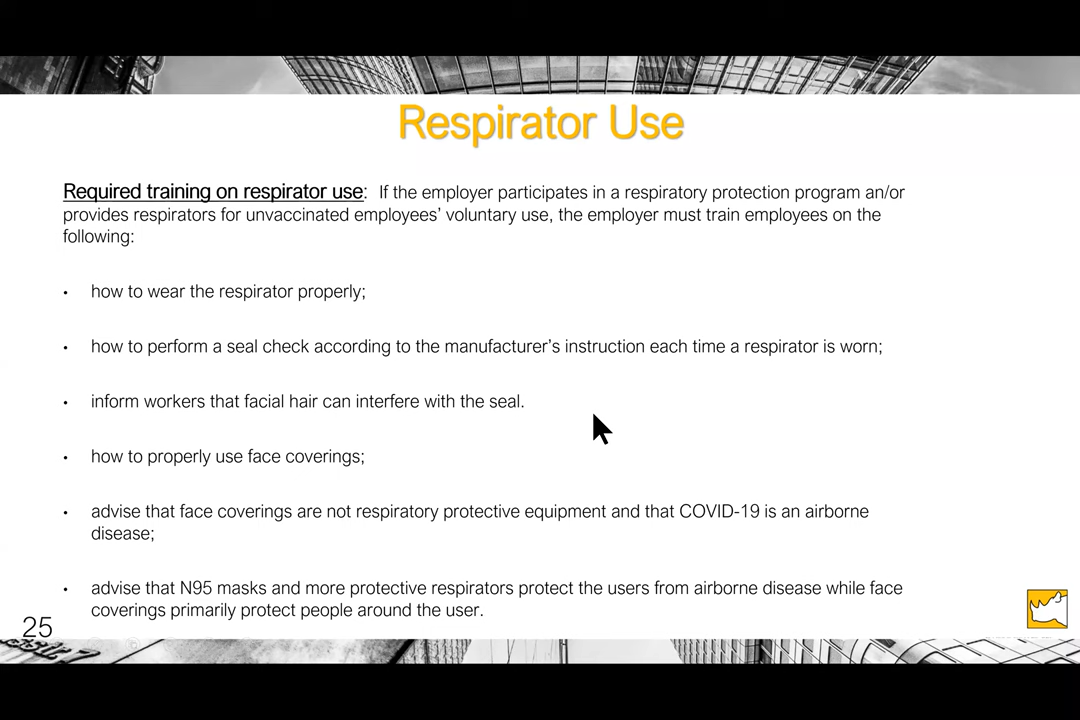 Respirator Use
Required training on respirator use:  If the employer participates in a respiratory protection program an/or
provides respirators for unvaccinated employees’ voluntary use, the employer must train employees on the
following:
• how to wear the respirator properly;
• how to perform a seal check according to the manufacturer’s instruction each time a respirator is worn;
• inform workers that facial hair can interfere with the seal.
• how to properly use face coverings;
• advise that face coverings are not respiratory protective equipment and that COVID-19 is an airborne
disease;
• advise that N95 masks and more protective respirators protect the users from airborne disease while face
coverings primarily protect people around the user.
25